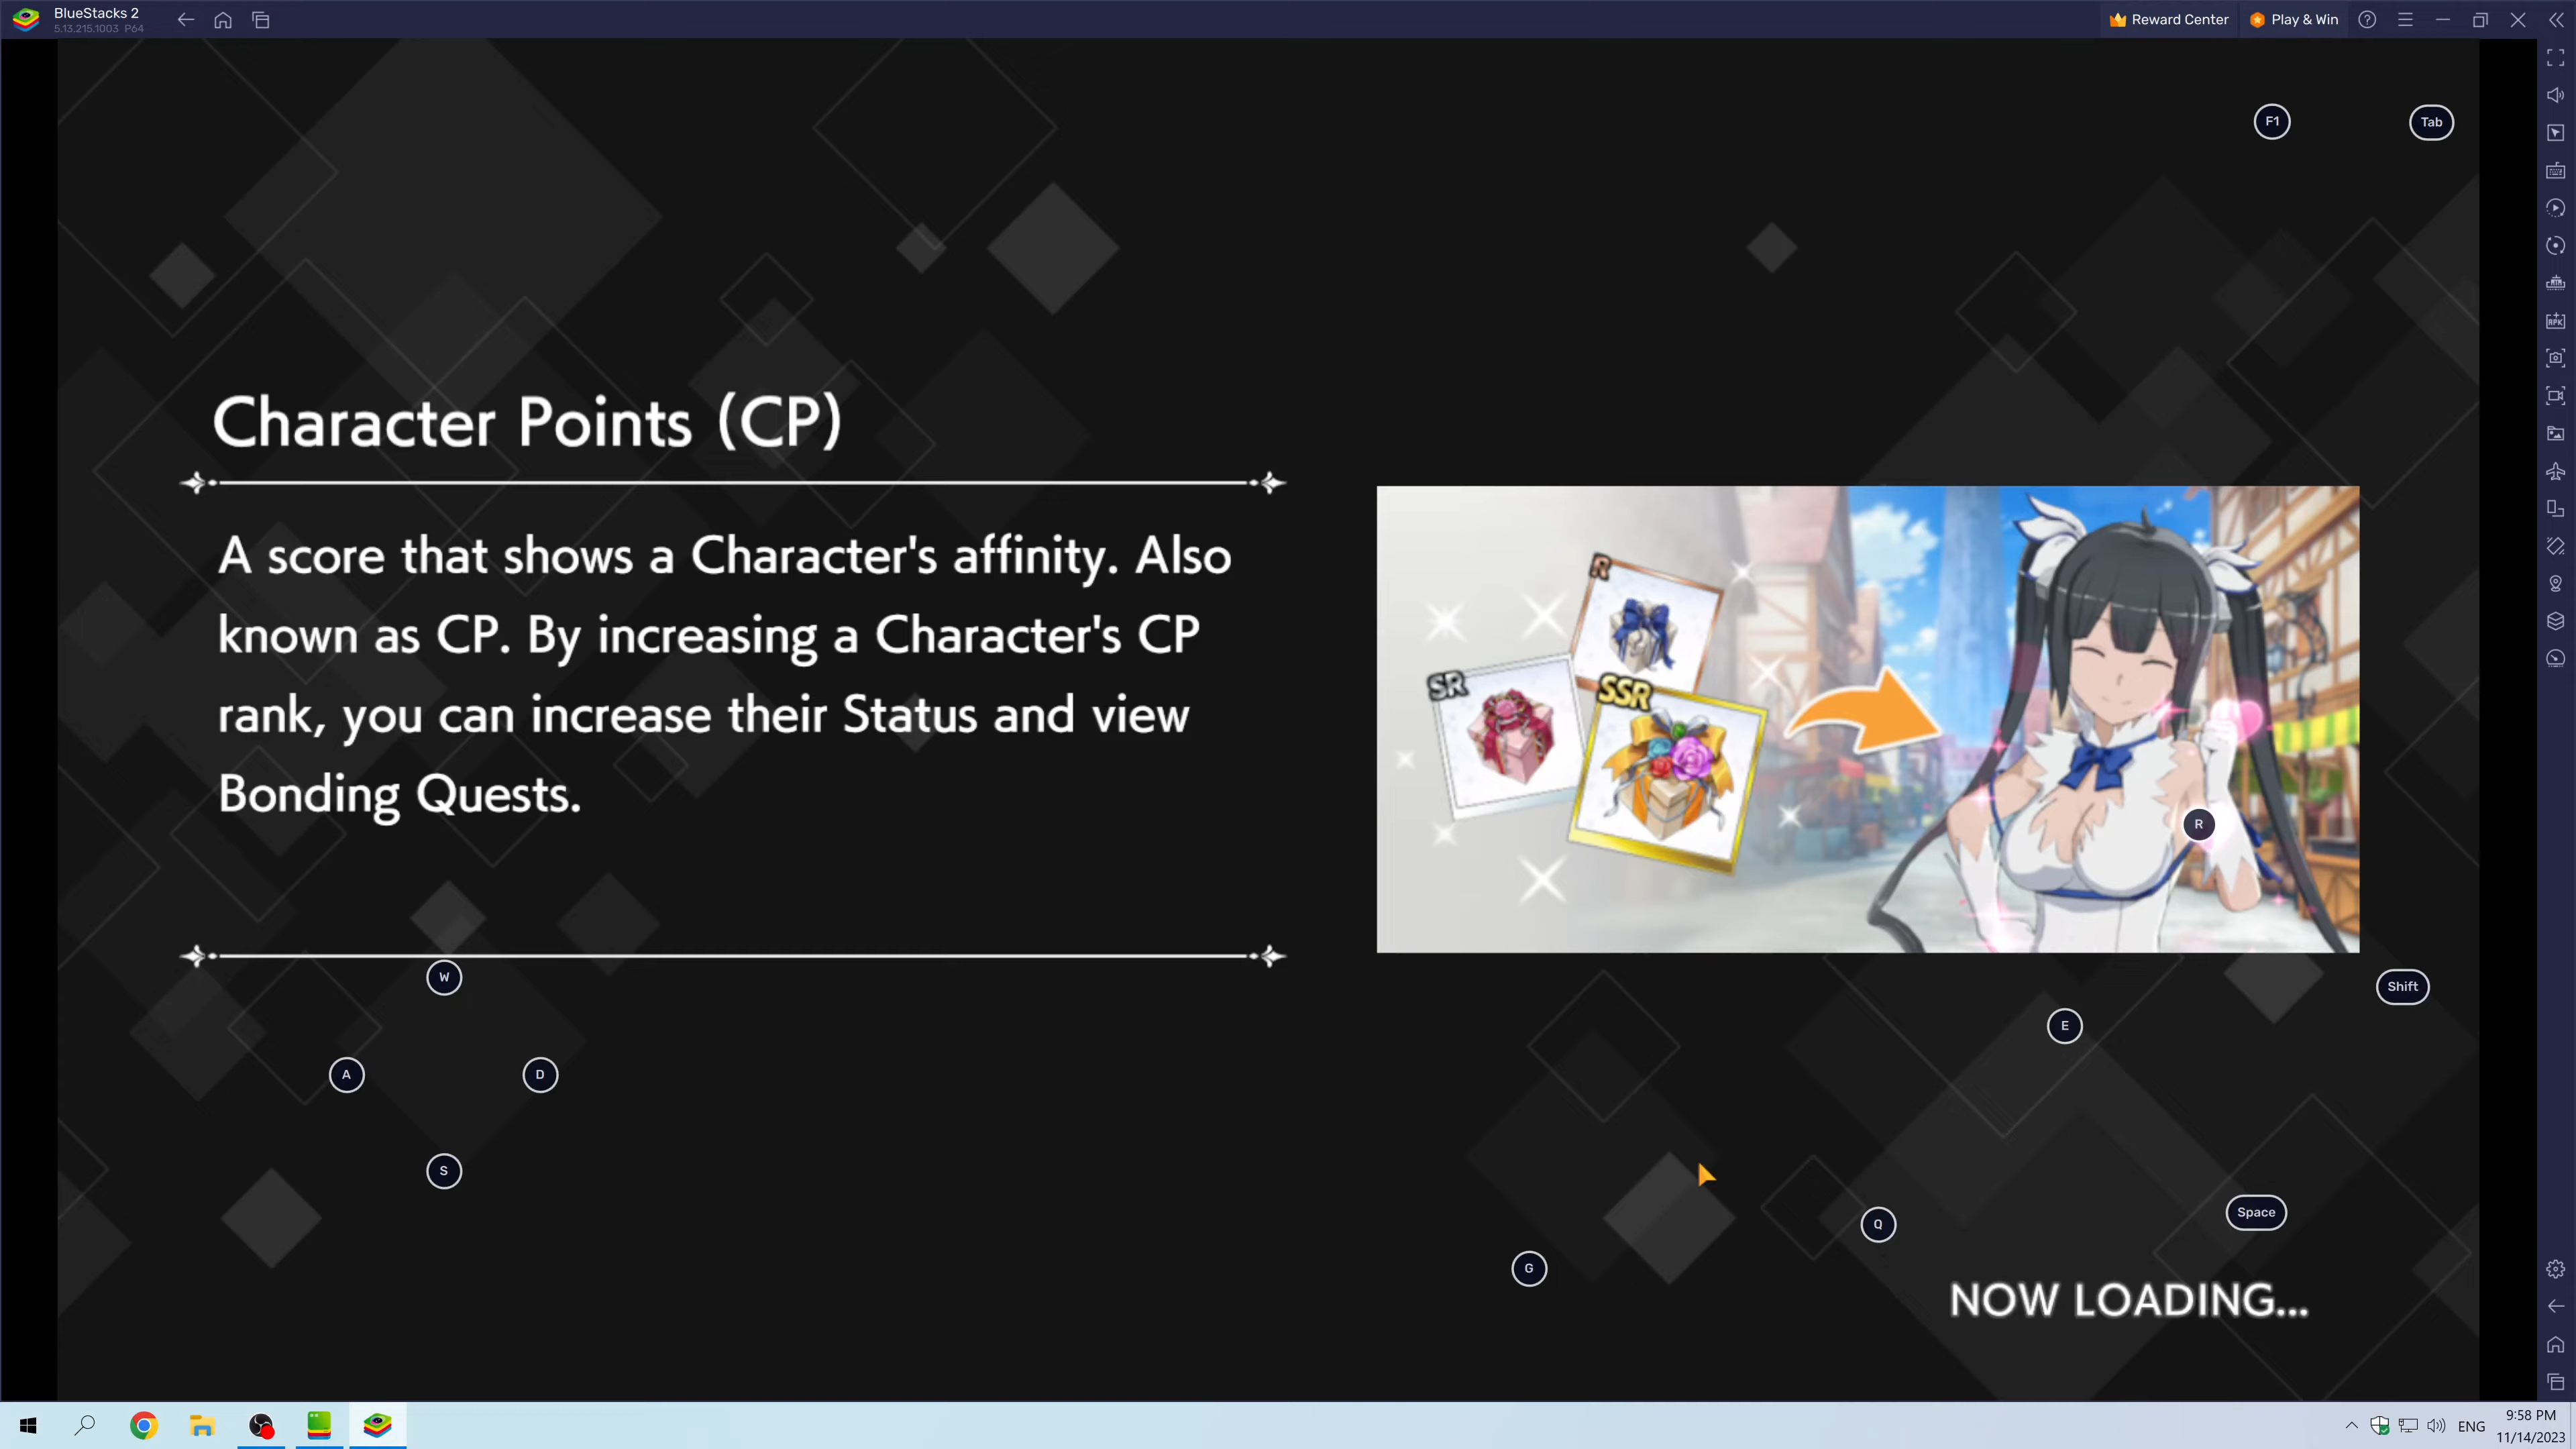 BlueStacks 2
5.13.215.1003 P64
Reward Center
Play & Win
F1
Tab
Character Points (CP)
A score that shows a Character's affinity. Also
known as CP. By increasing a Character's CP
rank, you can increase their Status and view
Bonding Quests.
R
SR
SSR
R
W
A
D
S
Shift
E
Q
Space
G
NOW LOADING...
ENG
9:58 PM
11/14/2023